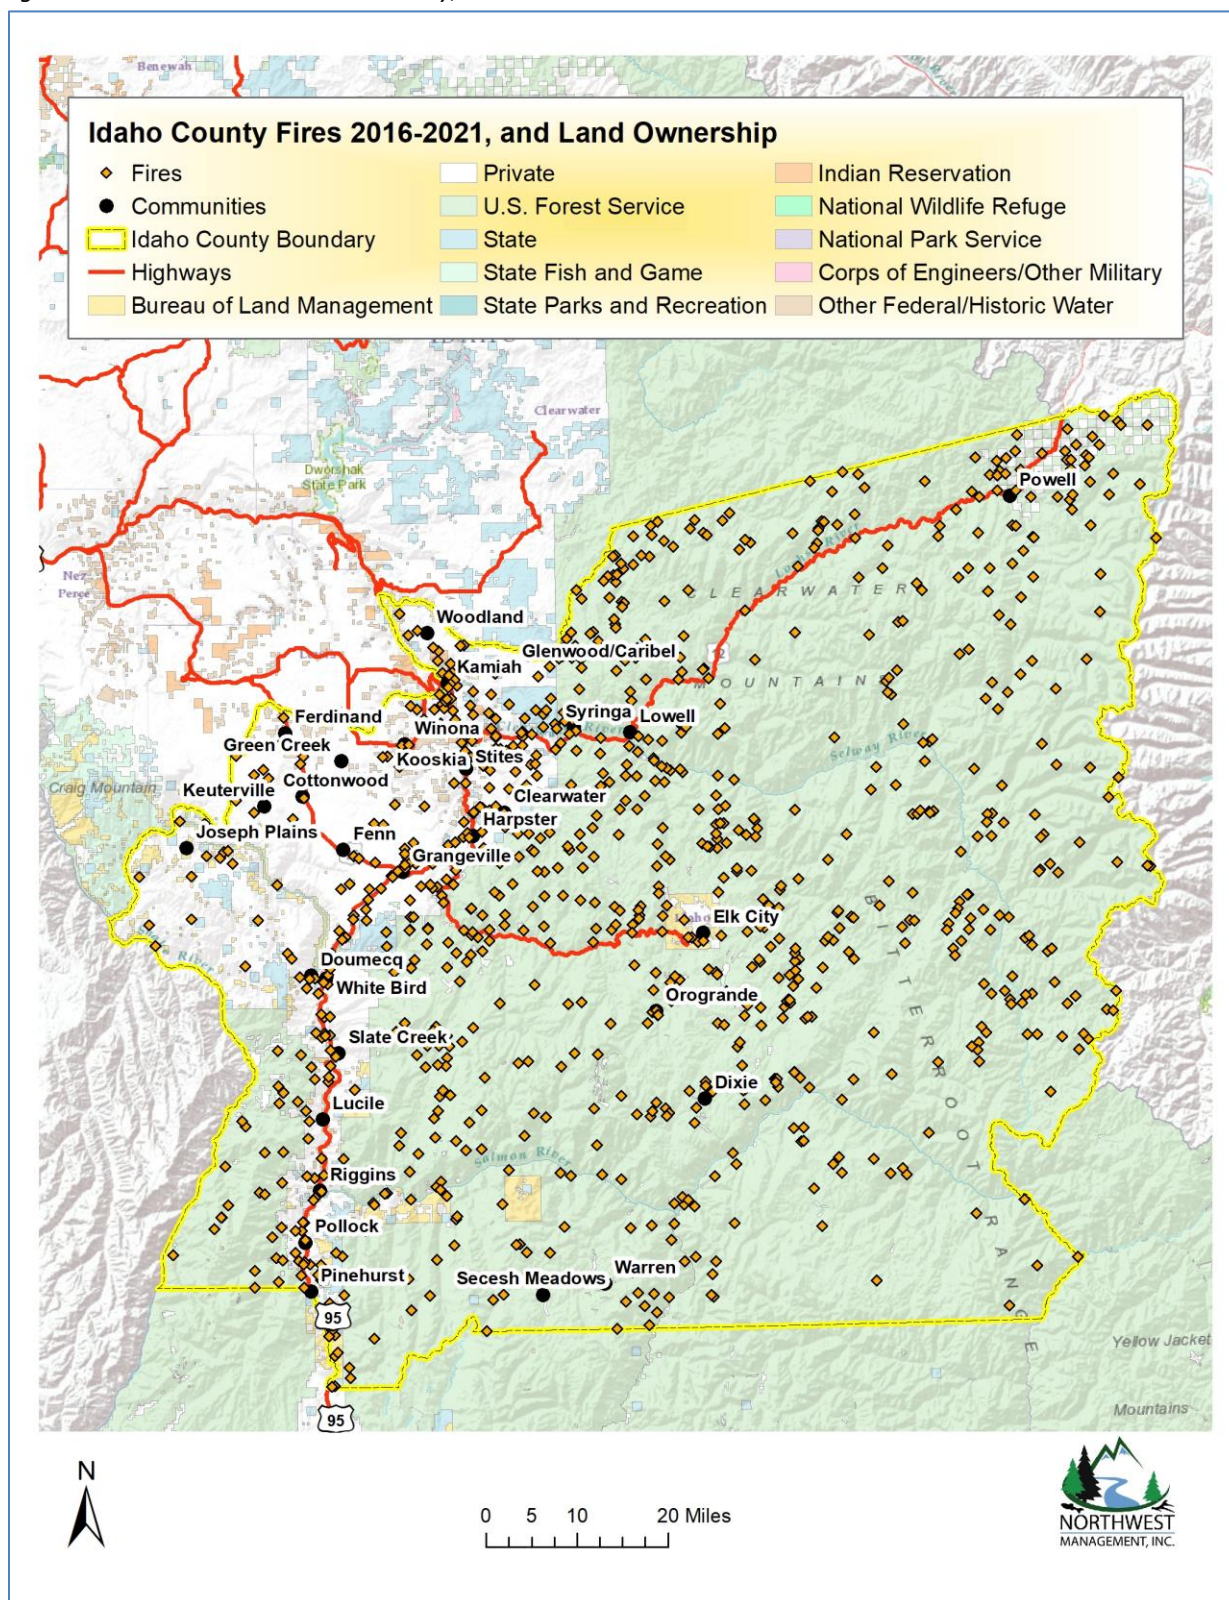 Benewah
Idaho County Fires 2016-2021, and Land Ownership
Fires
Private
Indian Reservation
Communities
U.S. Forest Service
National Wildlife Refuge
Idaho County Boundary
State
National Park Service
Highways
State Fish and Game
Corps of Engineers/Other Military
Bureau of Land Management
State Parks and Recreation
Other Federal/Historic Water
Clearwater
Dworshak
State Park
Powell
Nez
Perce
CLEARWATER
Woodland
Glenwood/Caribel
Kamiah
MOUNTAINS
Ferdinand
Winona
Syringa
Lowell
Green Creek
Kooskia
Stites
Selway River
Craig Mountain
Keuterville
Cottonwood
Clearwater
Joseph Plains
Fenn
Harpster
Grangeville
Idaho
Elk City
Doumecq
White Bird
Orogrande
BITTERROOT RANGE
Slate Creek
Lucile
Dixie
Salmon River
Riggins
Pollock
Pinehurst
Secesh Meadows
Warren
95
Yellow Jacket
Mountains
95
N
0 5 10 20 Miles
NORTHWEST
MANAGEMENT, INC.